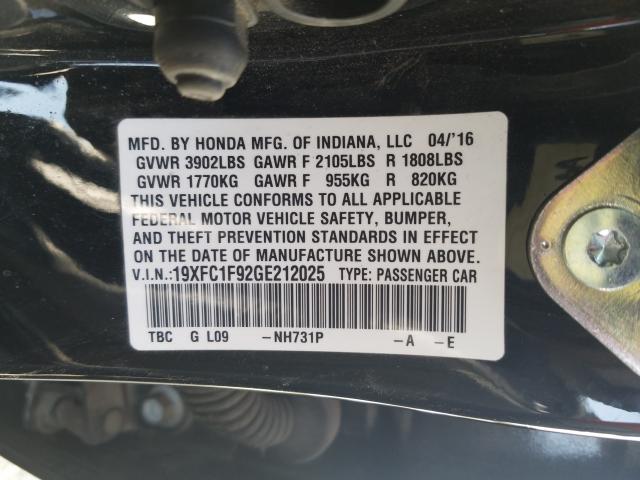 MFD. BY HONDA MFG. OF INDIANA, LLC 04/'16
GVWR 3902LBS GAWR F 2105LBS R 1808LBS
GVWR 1770KG GAWR F 955KG R 820KG
THIS VEHICLE CONFORMS TO ALL APPLICABLE
FEDERAL MOTOR VEHICLE SAFETY, BUMPER,
AND THEFT PREVENTION STANDARDS IN EFFECT
ON THE DATE OF MANUFACTURE SHOWN ABOVE.
V.I.N.:19XFC1F92GE212025 TYPE: PASSENGER CAR
TBC G L09 -NH731P -A -E